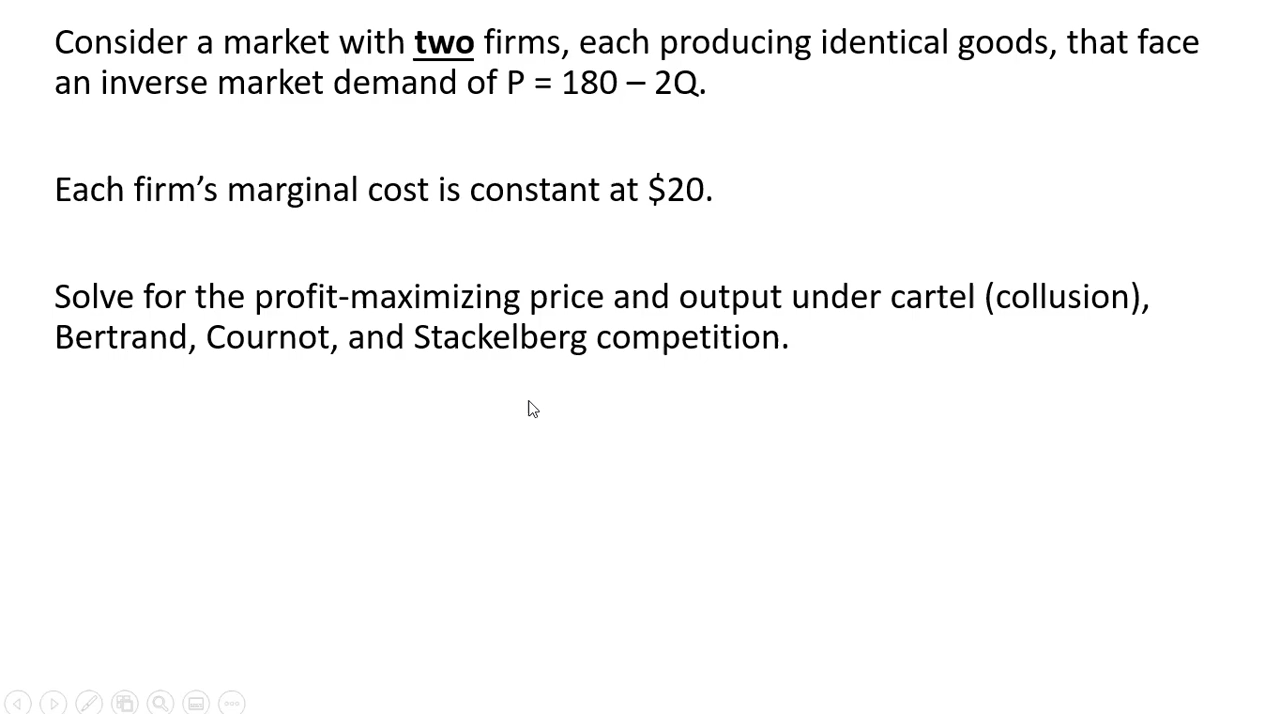 Consider a market with two firms, each producing identical goods, that face
an inverse market demand of P = 180 – 2Q.
Each firm’s marginal cost is constant at $20.
Solve for the profit-maximizing price and output under cartel (collusion),
Bertrand, Cournot, and Stackelberg competition.